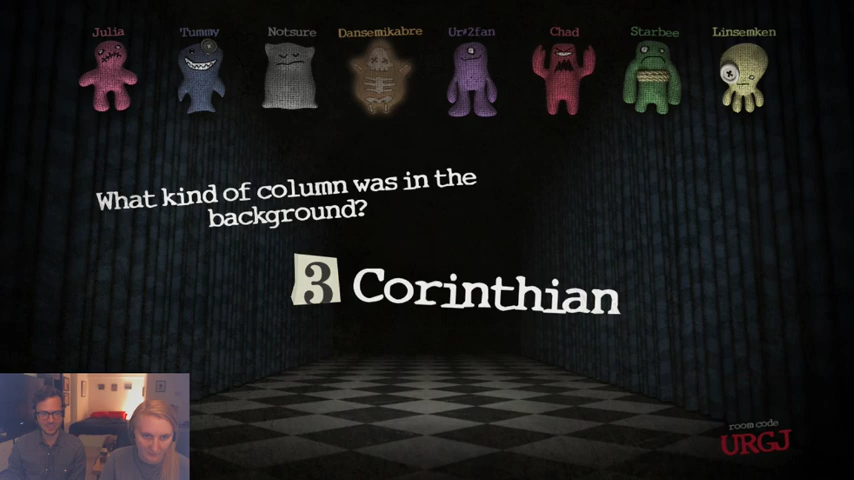 Julia Tummy Notsure Dansemikabre Ur2fan Chad Starbee Linsemken
What kind of column was in the
background?
3 Corinthian
room code
URGJ